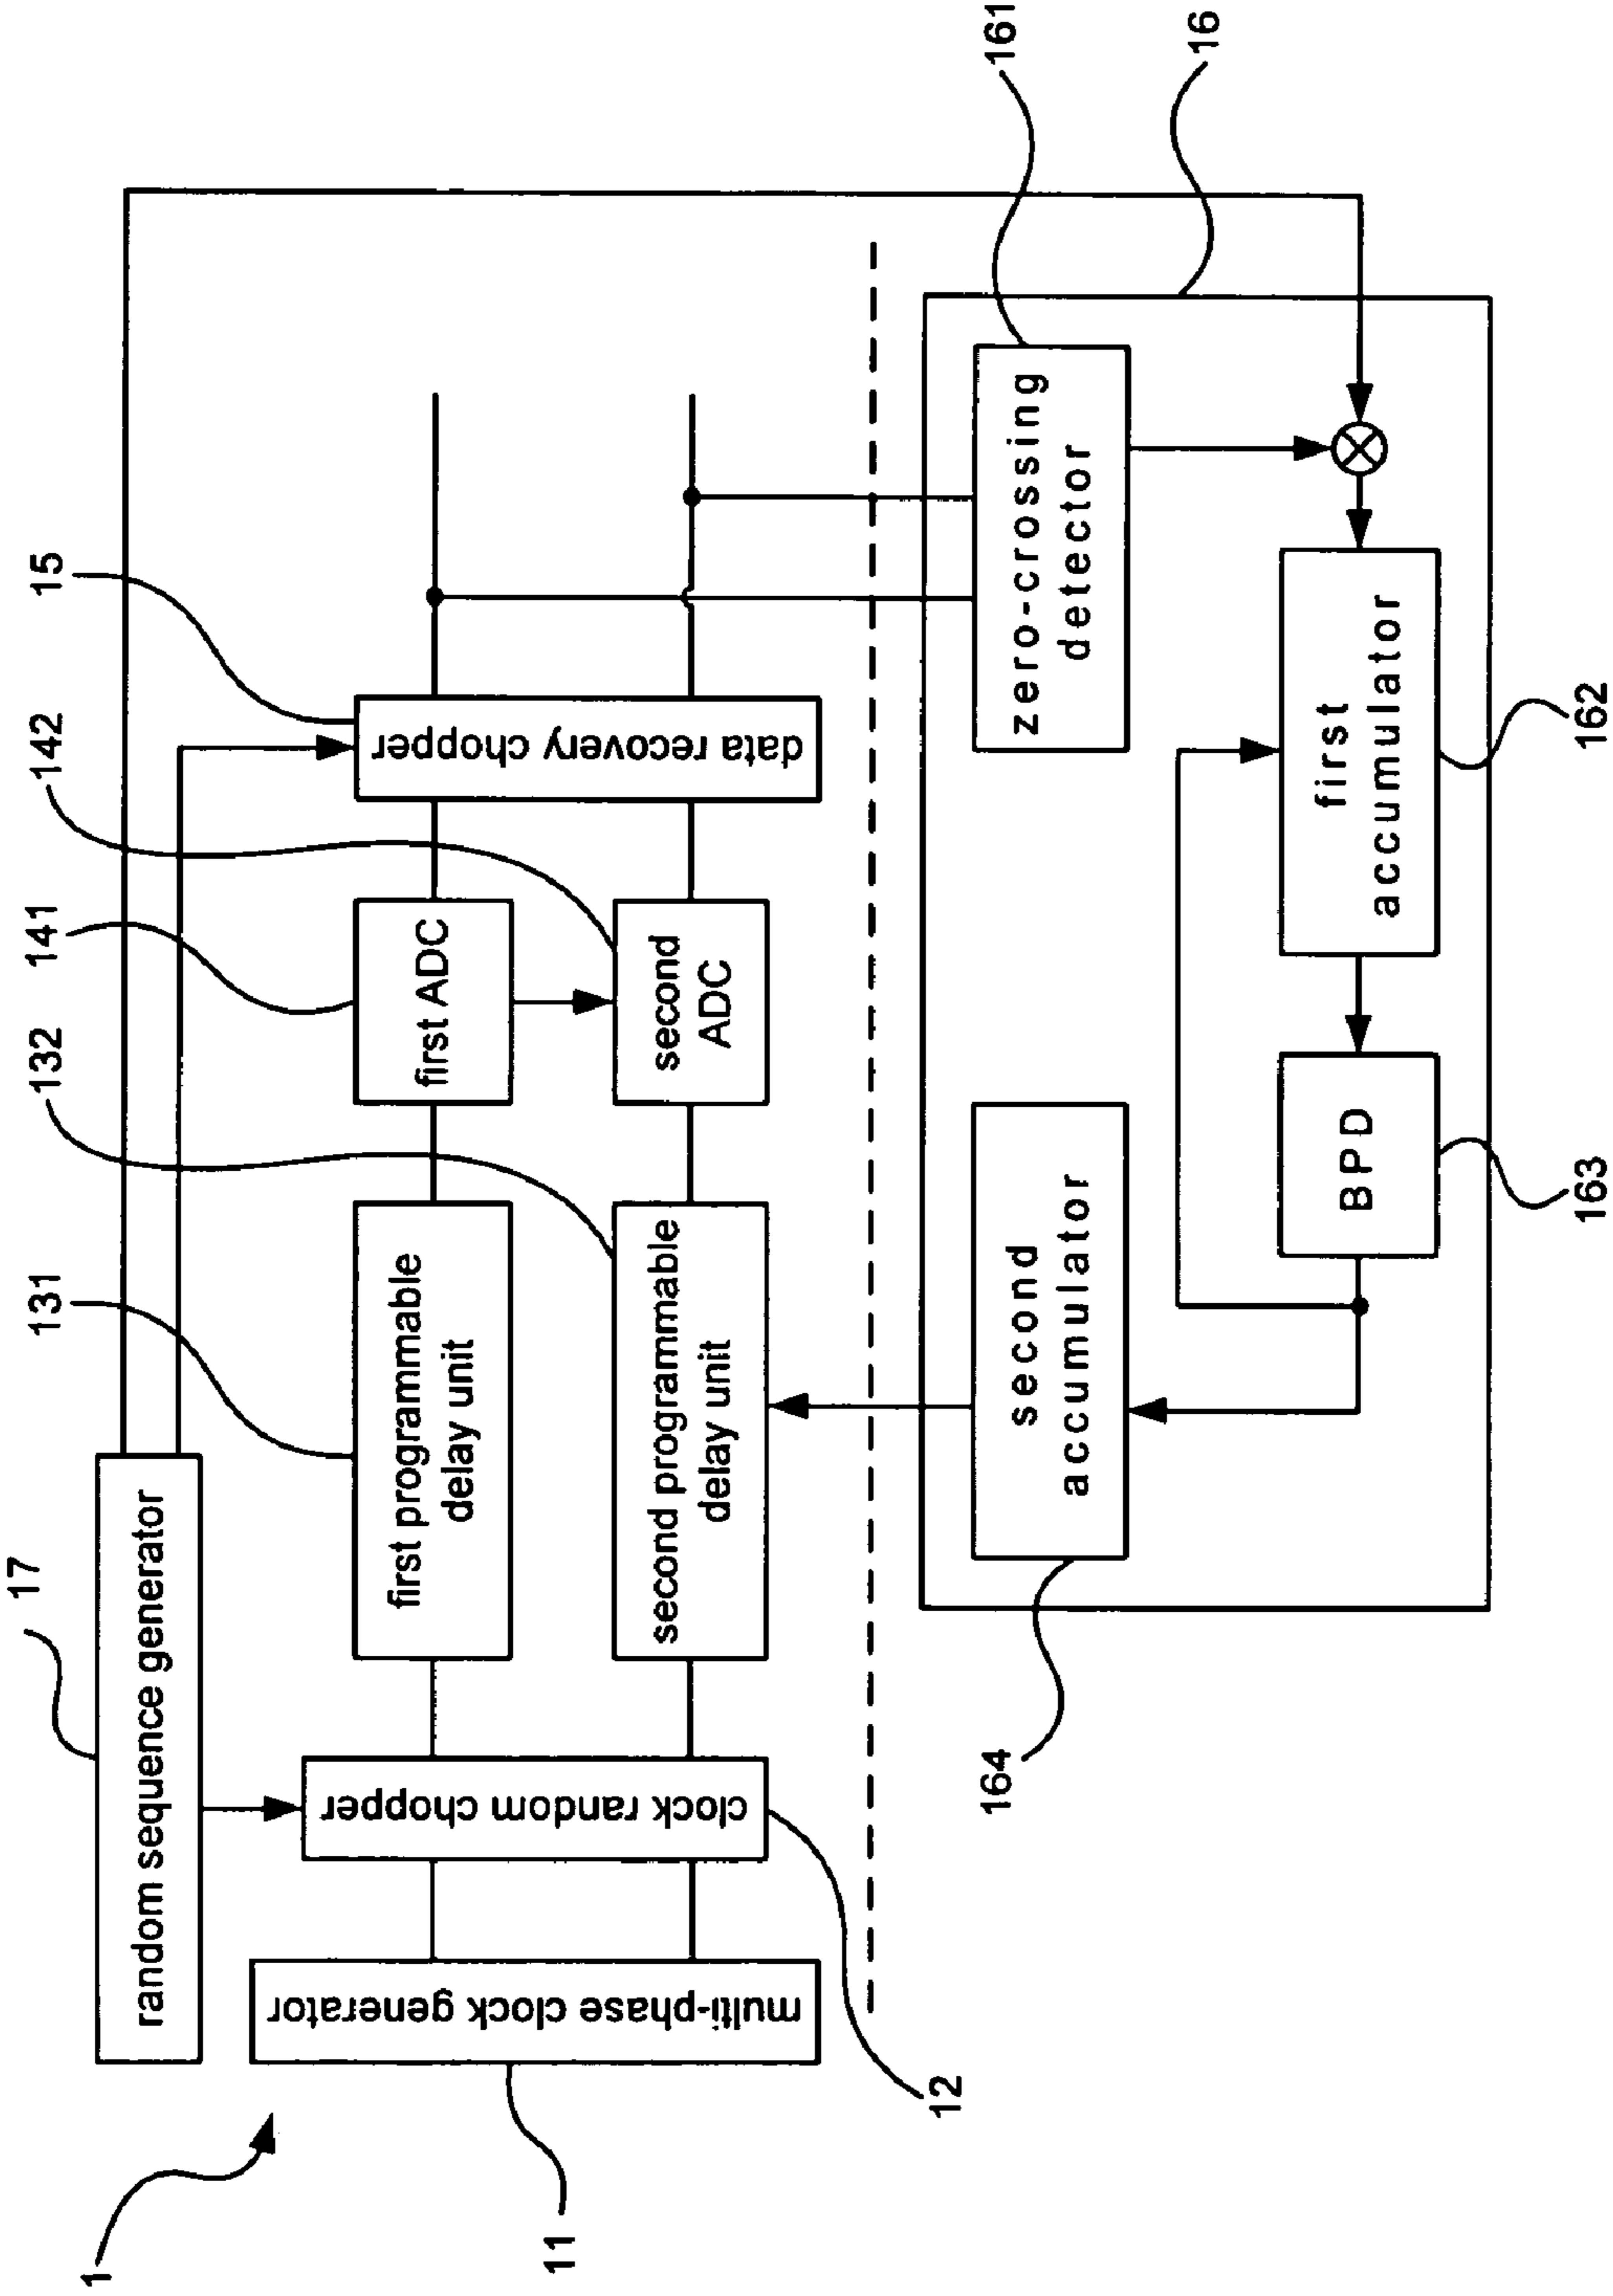 1
17
random sequence generator
131
132
141
142
15
11
multi-phase clock generator
12
clock random chopper
first programmable
delay unit
second programmable
delay unit
first ADC
second
ADC
data recovery chopper
161
16
164
second
accumulator
zero-crossing
detector
163
BPD
162
first
accumulator